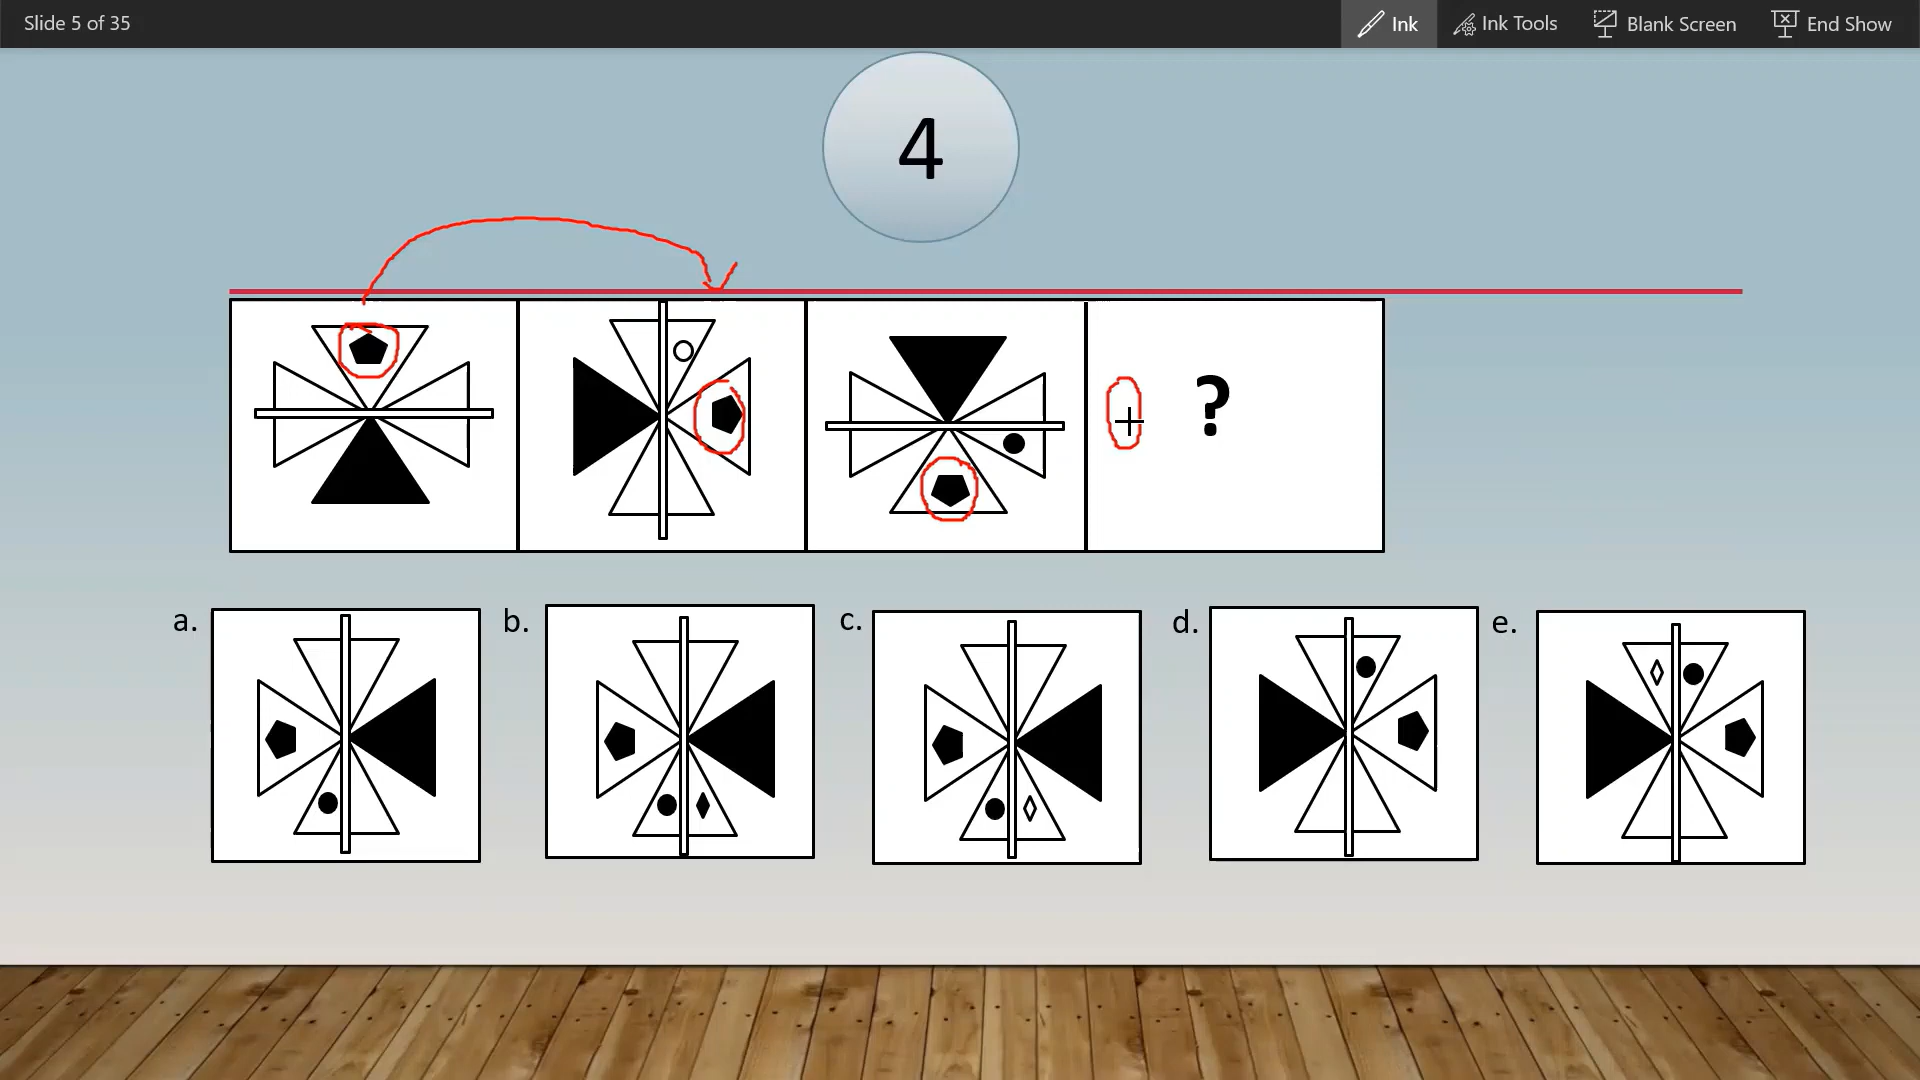 Slide 5 of 35
Ink
Ink Tools
Blank Screen
End Show
4
?
a.
b.
c.
d.
e.